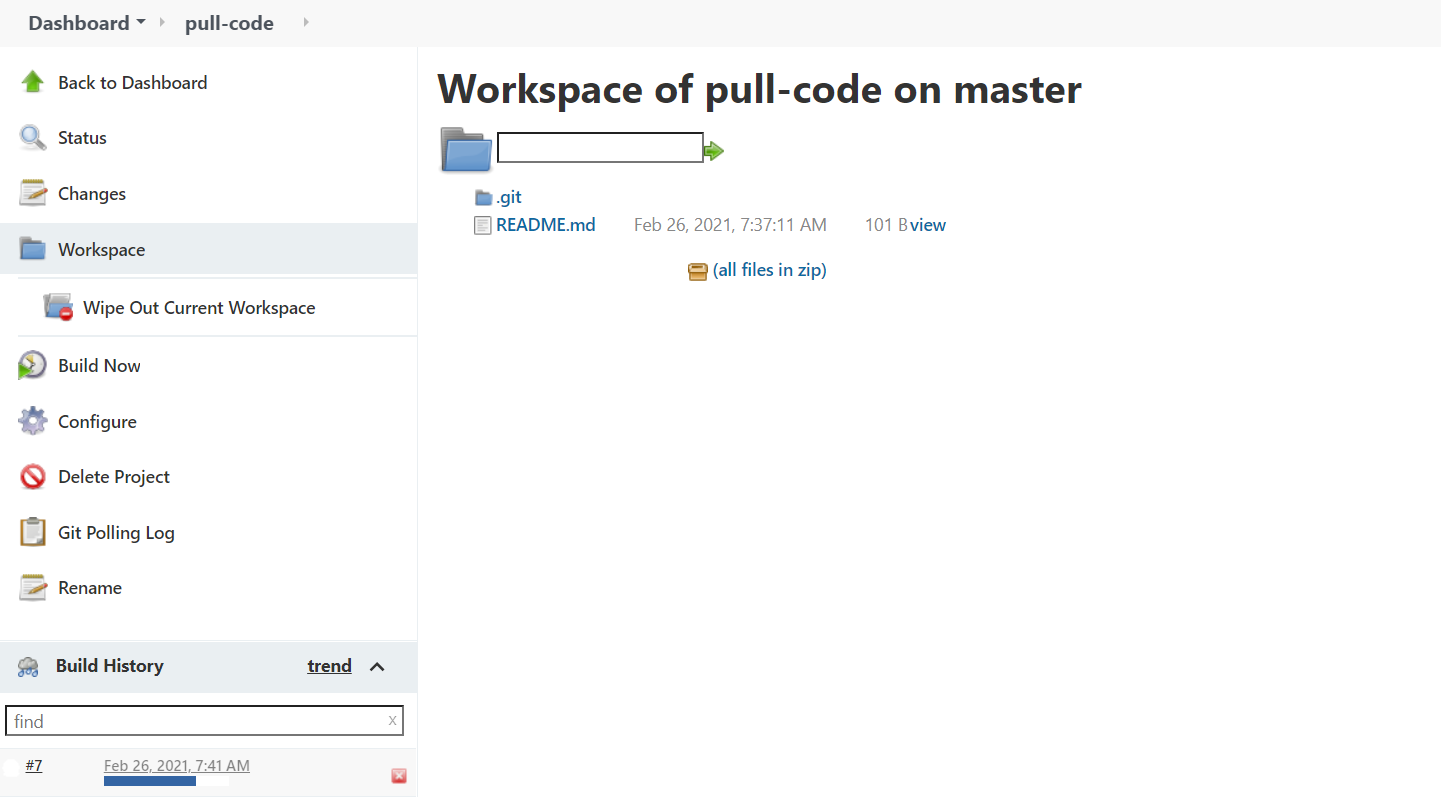 Dashboard pull-code
Back to Dashboard
Status
Changes
Workspace
Wipe Out Current Workspace
Build Now
Configure
Delete Project
Git Polling Log
Rename
Build History trend
find x
#7 Feb 26, 2021, 7:41 AM
Workspace of pull-code on master
.git
README.md Feb 26, 2021, 7:37:11 AM 101 B view
(all files in zip)